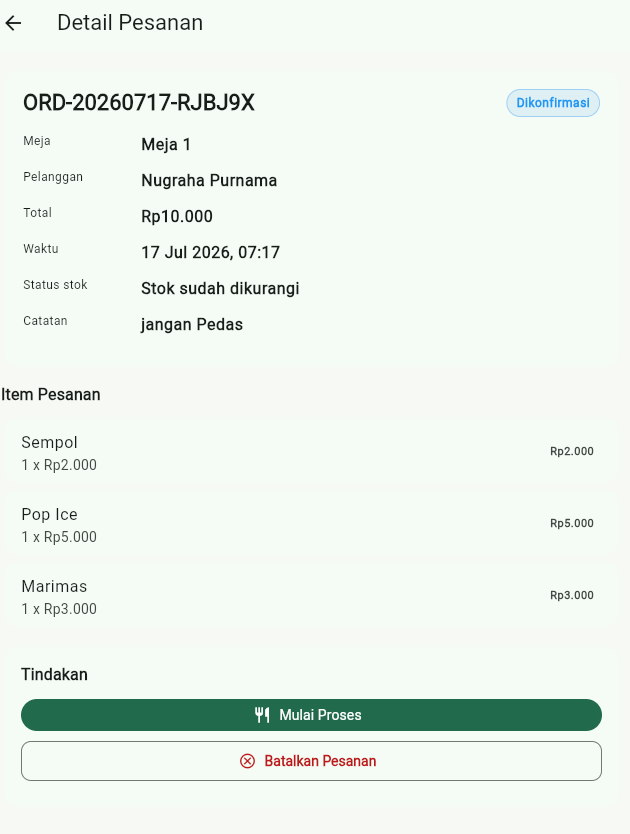 Detail Pesanan
ORD-20260717-RJBJ9X
Dikonfirmasi
Meja
Meja 1
Pelanggan
Nugraha Purnama
Total
Rp10.000
Waktu
17 Jul 2026, 07:17
Status stok
Stok sudah dikurangi
Catatan
jangan Pedas
Item Pesanan
Sempol
1 x Rp2.000
Rp2.000
Pop Ice
1 x Rp5.000
Rp5.000
Marimas
1 x Rp3.000
Rp3.000
Tindakan
Mulai Proses
Batalkan Pesanan